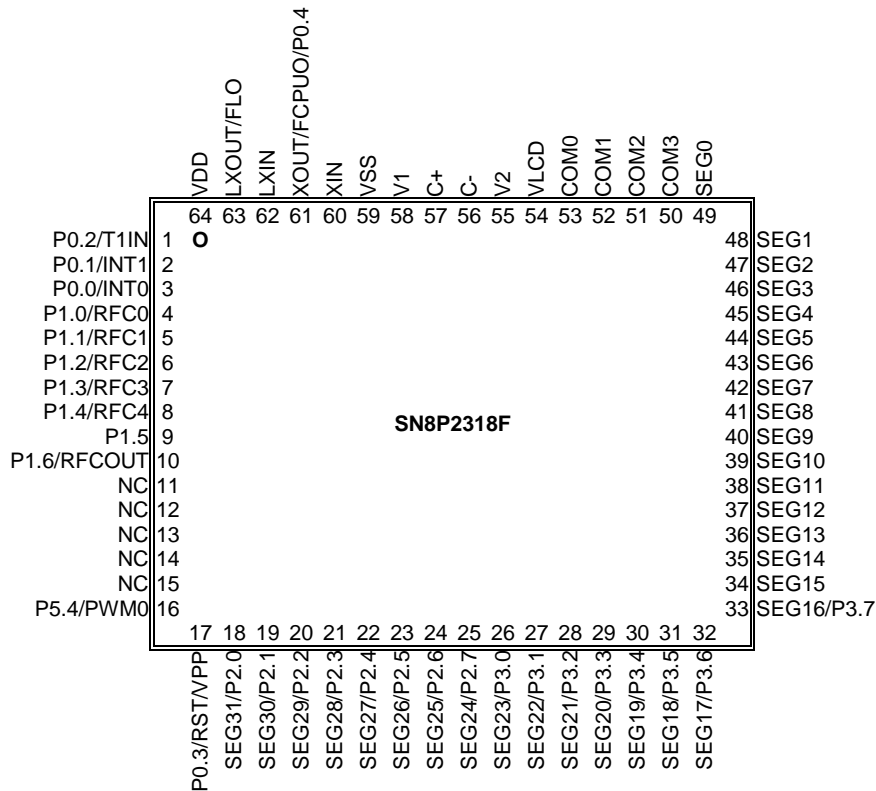 VDD
LXOUT/FLO
LXIN
XOUT/FCPUO/P0.4
XIN
VSS
V1
C+
C-
V2
VLCD
COM0
COM1
COM2
COM3
SEG0
64 63 62 61 60 59 58 57 56 55 54 53 52 51 50 49
P0.2/T1IN 1 O 48 SEG1
P0.1/INT1 2 47 SEG2
P0.0/INT0 3 46 SEG3
P1.0/RFC0 4 45 SEG4
P1.1/RFC1 5 44 SEG5
P1.2/RFC2 6 43 SEG6
P1.3/RFC3 7 42 SEG7
P1.4/RFC4 8 41 SEG8
SN8P2318F
P1.5 9 40 SEG9
P1.6/RFCOUT 10 39 SEG10
NC 11 38 SEG11
NC 12 37 SEG12
NC 13 36 SEG13
NC 14 35 SEG14
NC 15 34 SEG15
P5.4/PWM0 16 33 SEG16/P3.7
17 18 19 20 21 22 23 24 25 26 27 28 29 30 31 32
P0.3/RST/VPP
SEG31/P2.0
SEG30/P2.1
SEG29/P2.2
SEG28/P2.3
SEG27/P2.4
SEG26/P2.5
SEG25/P2.6
SEG24/P2.7
SEG23/P3.0
SEG22/P3.1
SEG21/P3.2
SEG20/P3.3
SEG19/P3.4
SEG18/P3.5
SEG17/P3.6